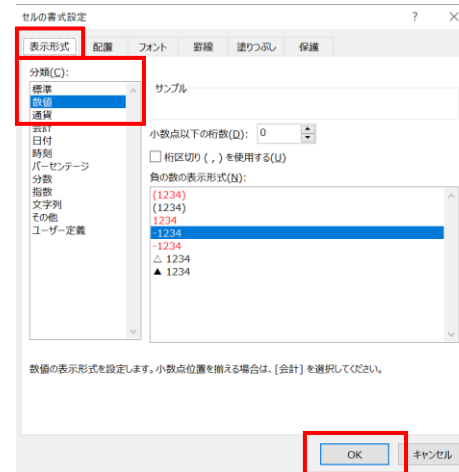 セルの書式設定
? ×
表示形式 配置 フォント 罫線 塗りつぶし 保護
分類(C):
標準
数値
通貨
会計
日付
時刻
パーセンテージ
分数
指数
文字列
その他
ユーザー定義
サンプル
小数点以下の桁数(D): 0
桁区切り ( , ) を使用する(U)
負の数の表示形式(N):
(1234)
(1234)
1234
-1234
-1234
△ 1234
▲ 1234
数値の表示形式を設定します。小数点位置を揃える場合は、[会計] を選択してください。
OK キャンセル